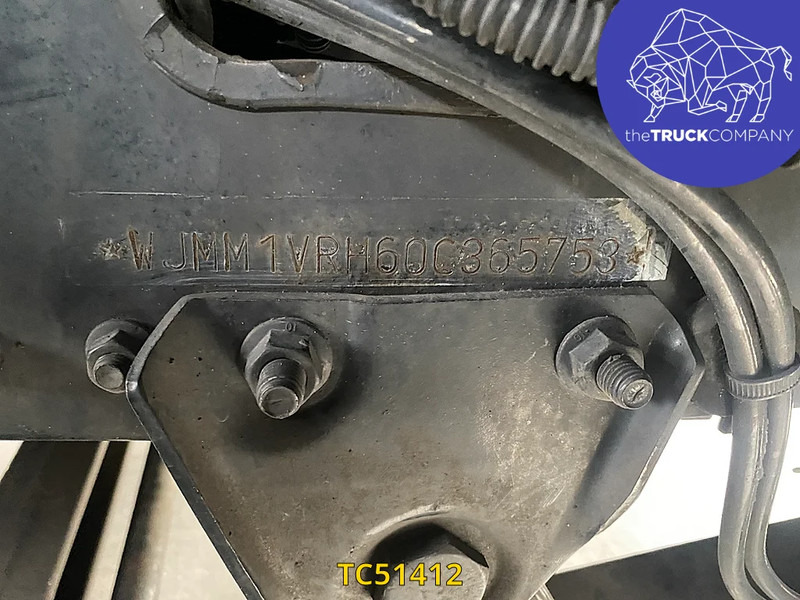 theTRUCKCOMPANY
*WJMM1VRH60C365753*
TC51412